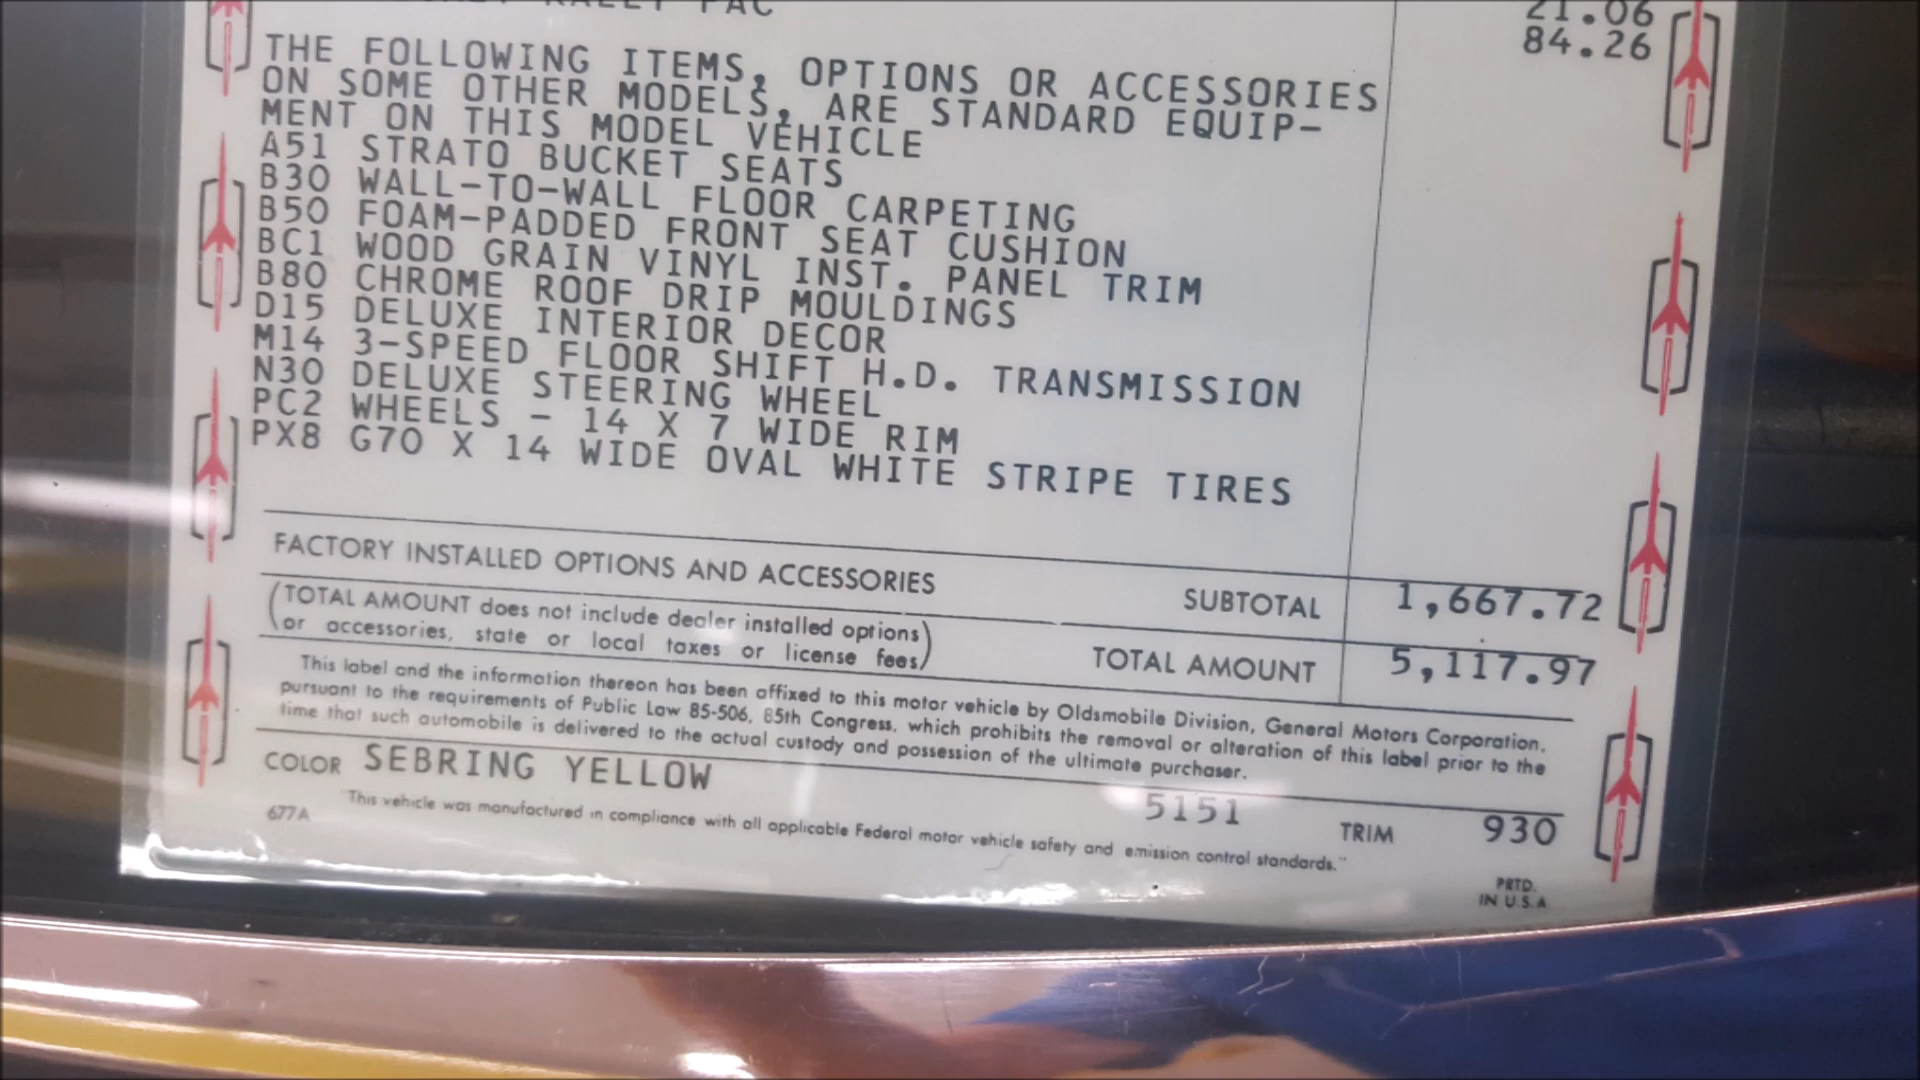 RALLY PAC
21.06
84.26
THE FOLLOWING ITEMS, OPTIONS OR ACCESSORIES
ON SOME OTHER MODELS, ARE STANDARD EQUIP-
MENT ON THIS MODEL VEHICLE
A51 STRATO BUCKET SEATS
B30 WALL-TO-WALL FLOOR CARPETING
B50 FOAM-PADDED FRONT SEAT CUSHION
BC1 WOOD GRAIN VINYL INST. PANEL TRIM
B80 CHROME ROOF DRIP MOULDINGS
D15 DELUXE INTERIOR DECOR
M14 3-SPEED FLOOR SHIFT H.D. TRANSMISSION
N30 DELUXE STEERING WHEEL
PC2 WHEELS - 14 X 7 WIDE RIM
PX8 G70 X 14 WIDE OVAL WHITE STRIPE TIRES
FACTORY INSTALLED OPTIONS AND ACCESSORIES SUBTOTAL 1,667.72
(TOTAL AMOUNT does not include dealer installed options
or accessories, state or local taxes or license fees) TOTAL AMOUNT 5,117.97
This label and the information thereon has been affixed to this motor vehicle by Oldsmobile Division, General Motors Corporation,
pursuant to the requirements of Public Law 85-506, 85th Congress, which prohibits the removal or alteration of this label prior to the
time that such automobile is delivered to the actual custody and possession of the ultimate purchaser.
COLOR SEBRING YELLOW 5151 TRIM 930
677A "This vehicle was manufactured in compliance with all applicable Federal motor vehicle safety and emission control standards."
PRTD.
IN U.S.A